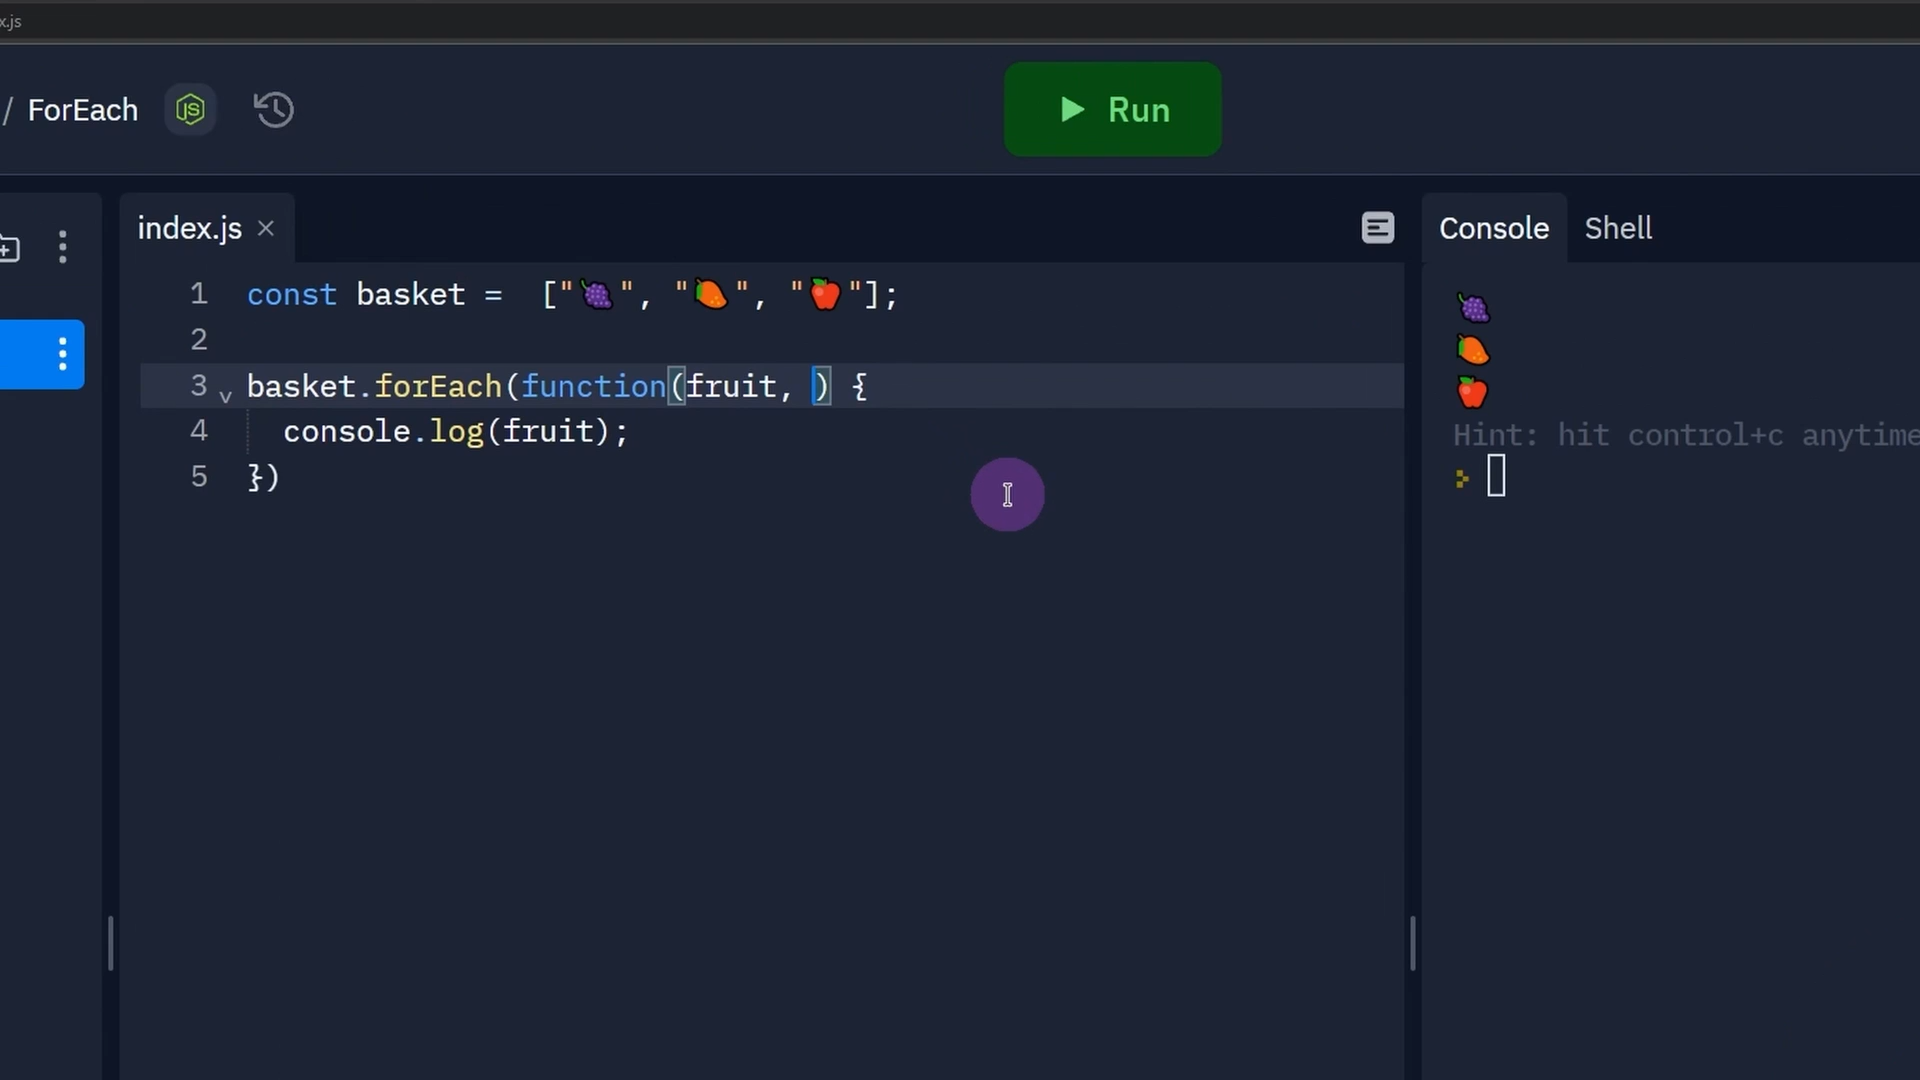 x.js
/ ForEach JS
Run
index.js ×
Console Shell
1 const basket =  ["🍇", "🥭", "🍎"];
2
3 basket.forEach(function(fruit, ) {
4 console.log(fruit);
5 })
🍇
🥭
🍎
Hint: hit control+c anytime